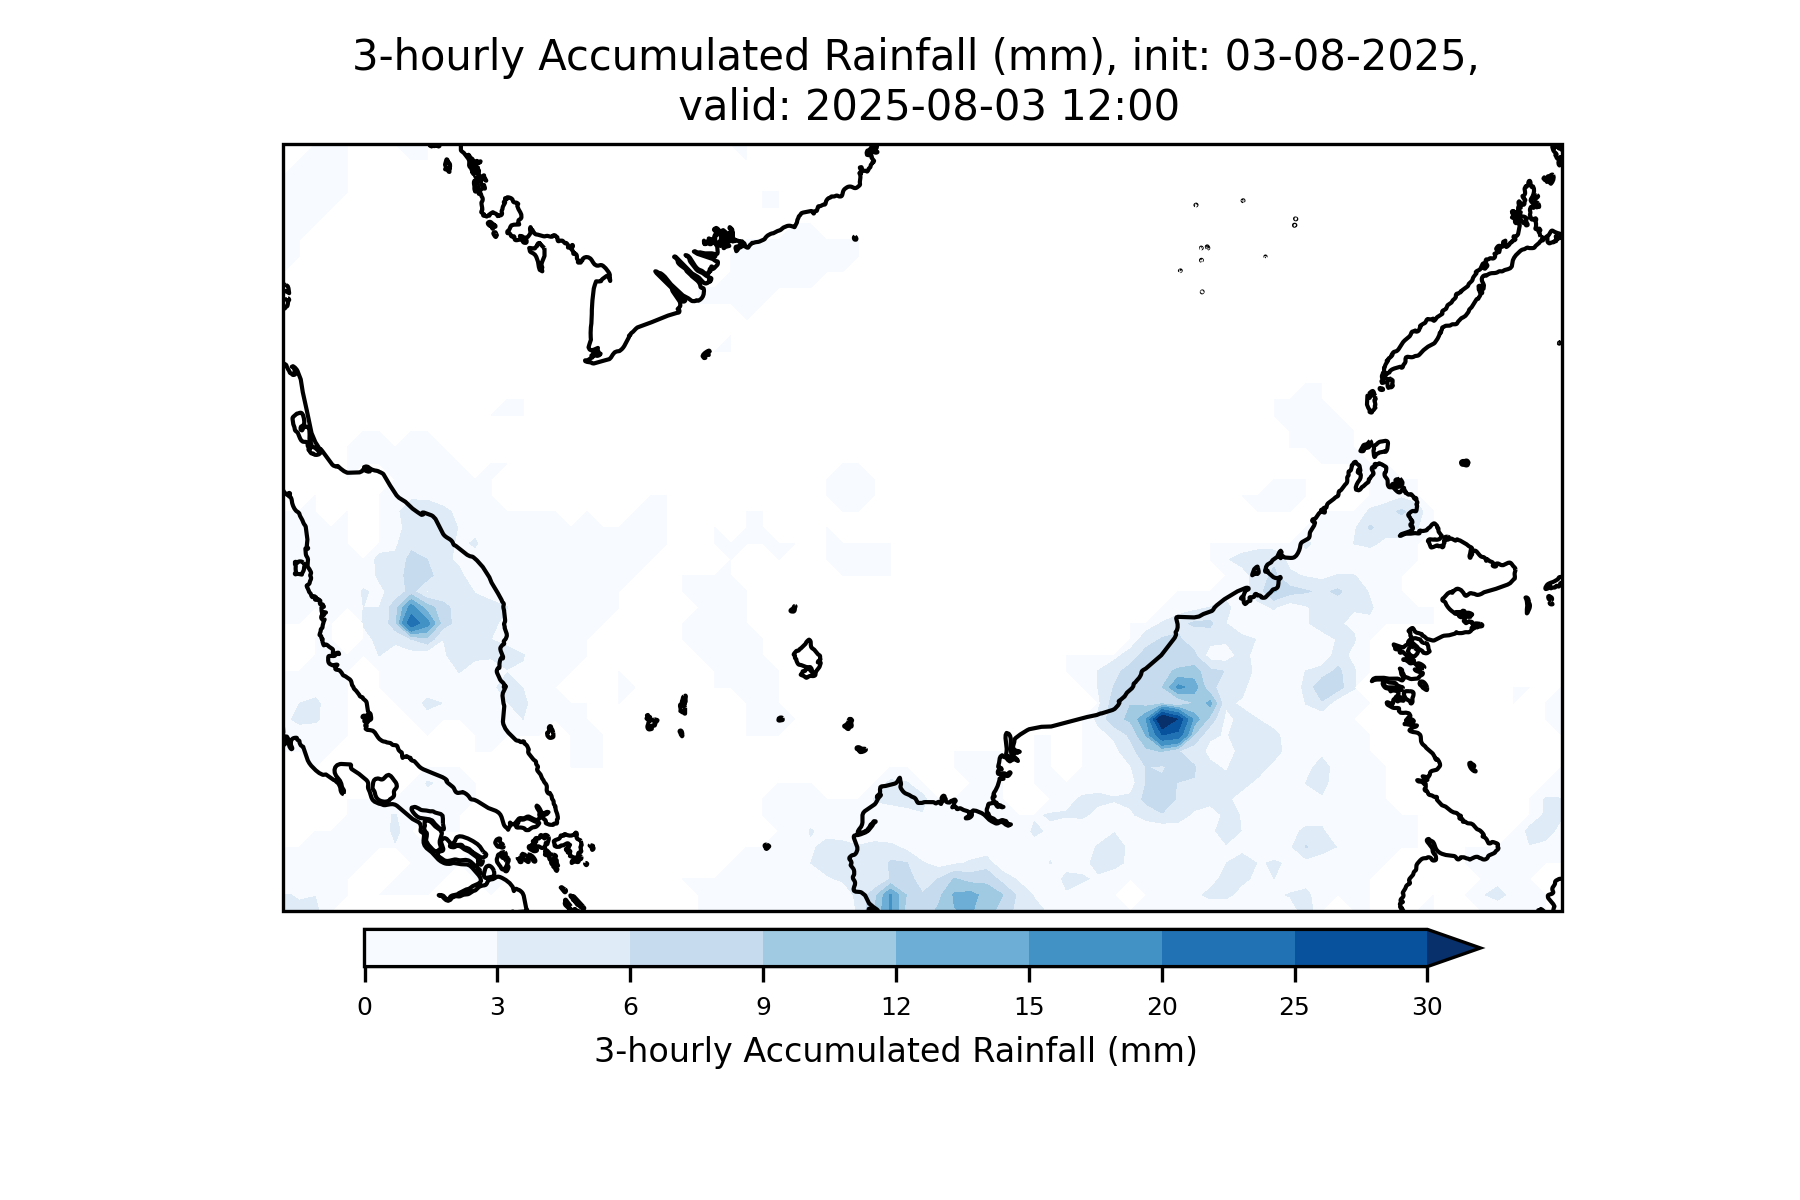 3-hourly Accumulated Rainfall (mm), init: 03-08-2025,
valid: 2025-08-03 12:00
0 3 6 9 12 15 20 25 30
3-hourly Accumulated Rainfall (mm)